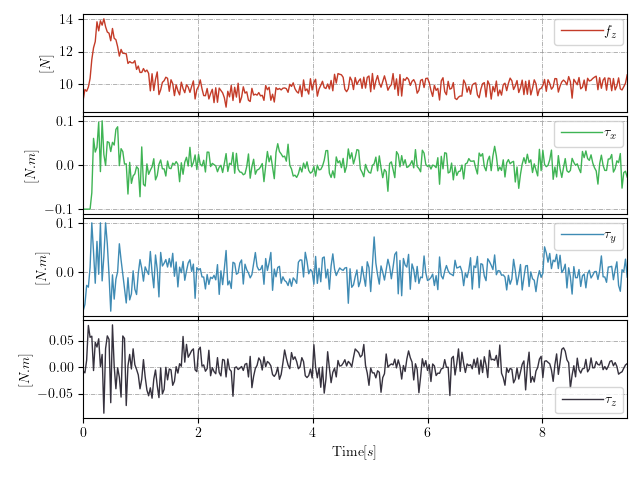 14
12
10
[N]
f_z
0.1
0.0
−0.1
[N.m]
τ_x
0.1
0.0
[N.m]
τ_y
0.05
0.00
−0.05
[N.m]
τ_z
0 2 4 6 8
Time[s]